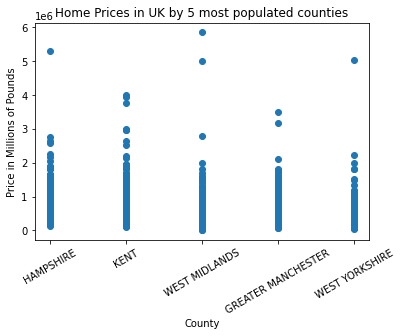 Home Prices in UK by 5 most populated counties
1e6
6
5
4
3
2
1
0
Price in Millions of Pounds
HAMPSHIRE
KENT
WEST MIDLANDS
GREATER MANCHESTER
WEST YORKSHIRE
County